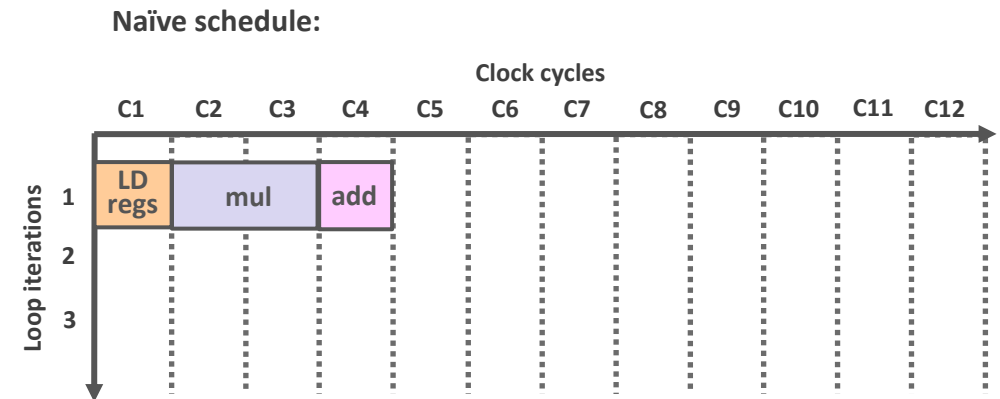 Naïve schedule:
Clock cycles
C1 C2 C3 C4 C5 C6 C7 C8 C9 C10 C11 C12
Loop iterations
1
LD
regs
mul
add
2
3